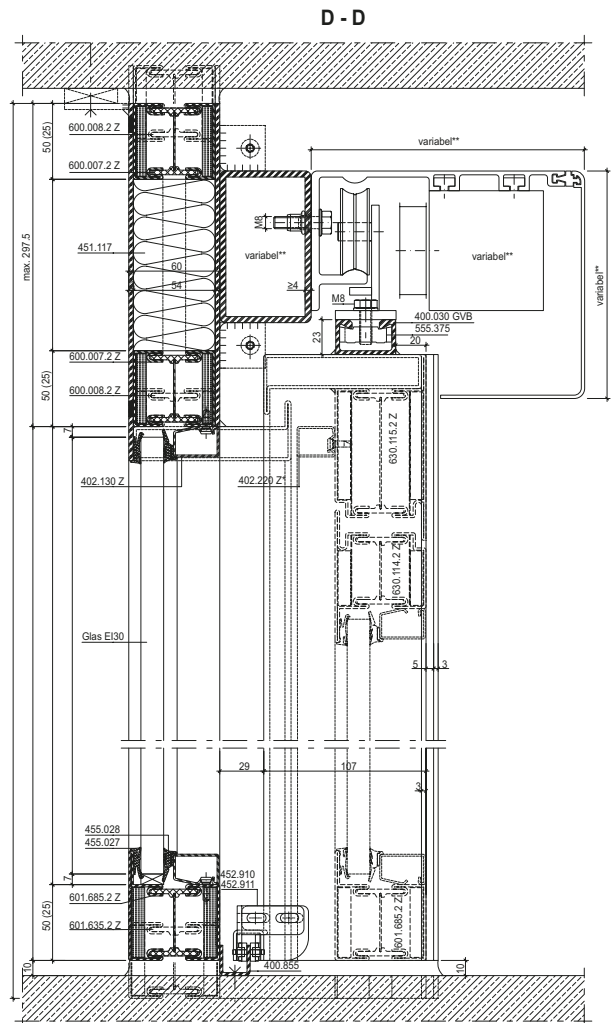 D - D
variabel**
50 (25)
600.008.2 Z
600.007.2 Z
M8
max. 297.5
451.117
60
variabel**
variabel**
variabel**
54
≥4
M8
400.030 GVB
555.375
23
20
600.007.2 Z
50 (25)
600.008.2 Z
7
630.115.2 Z
402.130 Z
402.220 Z*
630.114.2 Z
Glas EI30
5
3
29
107
3
455.028
455.027
7
452.910
452.911
601.685.2 Z
50 (25)
601.635.2 Z
601.685.2 Z
400.855
10
10